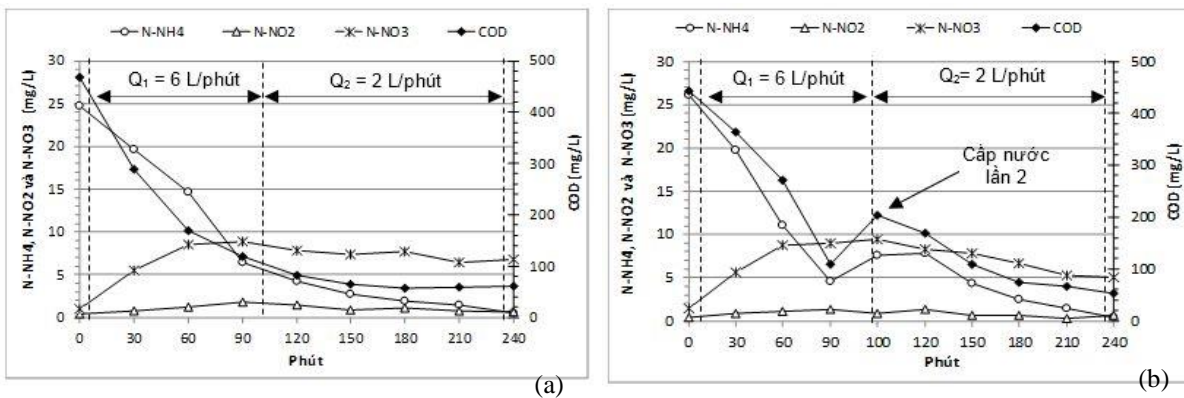 N-NH4 N-NO2 N-NO3 COD
Q₁ = 6 L/phút Q₂ = 2 L/phút
N-NH4, N-NO2 và N-NO3 (mg/L)
30
25
20
15
10
5
0
COD (mg/L)
500
400
300
200
100
0
0 30 60 90 120 150 180 210 240
Phút
(a)
N-NH4 N-NO2 N-NO3 COD
Q₁ = 6 L/phút Q₂= 2 L/phút
Cấp nước
lần 2
N-NH4, N-NO2 và N-NO3 (mg/L)
30
25
20
15
10
5
0
COD (mg/L)
500
400
300
200
100
0
0 30 60 90 100 120 150 180 210 240
Phút
(b)